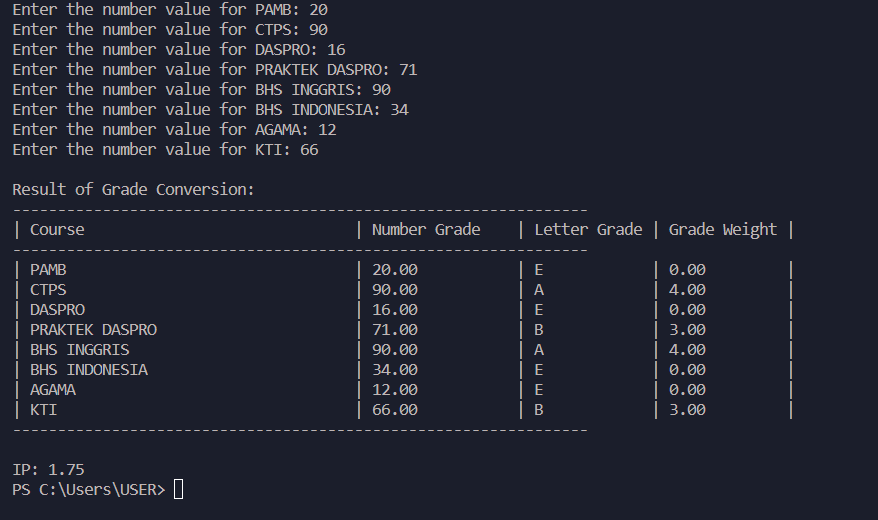 Enter the number value for PAMB: 20
Enter the number value for CTPS: 90
Enter the number value for DASPRO: 16
Enter the number value for PRAKTEK DASPRO: 71
Enter the number value for BHS INGGRIS: 90
Enter the number value for BHS INDONESIA: 34
Enter the number value for AGAMA: 12
Enter the number value for KTI: 66

Result of Grade Conversion:
----------------------------------------------------------------
| Course                              | Number Grade    | Letter Grade | Grade Weight |
----------------------------------------------------------------
| PAMB                                | 20.00           | E            | 0.00         |
| CTPS                                | 90.00           | A            | 4.00         |
| DASPRO                              | 16.00           | E            | 0.00         |
| PRAKTEK DASPRO                      | 71.00           | B            | 3.00         |
| BHS INGGRIS                         | 90.00           | A            | 4.00         |
| BHS INDONESIA                       | 34.00           | E            | 0.00         |
| AGAMA                               | 12.00           | E            | 0.00         |
| KTI                                 | 66.00           | B            | 3.00         |
----------------------------------------------------------------

IP: 1.75
PS C:\Users\USER>